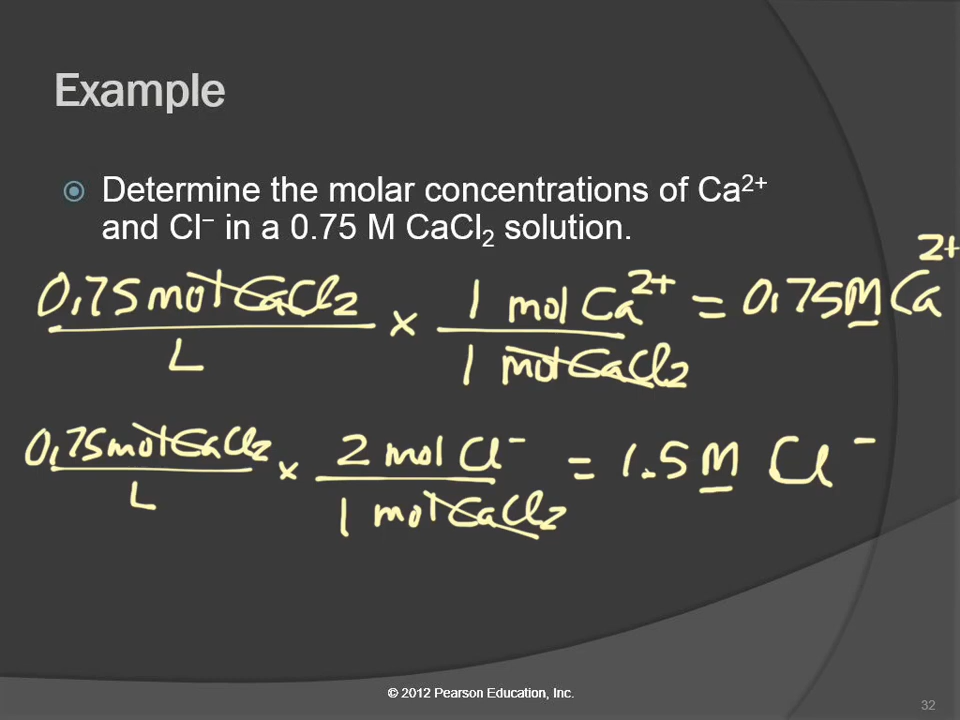 Example
Determine the molar concentrations of Ca²⁺
and Cl⁻ in a 0.75 M CaCl₂ solution.
0.75 mol CaCl₂ / L × 1 mol Ca²⁺ / 1 mol CaCl₂ = 0.75 M Ca²⁺
0.75 mol CaCl₂ / L × 2 mol Cl⁻ / 1 mol CaCl₂ = 1.5 M Cl⁻
© 2012 Pearson Education, Inc.
32